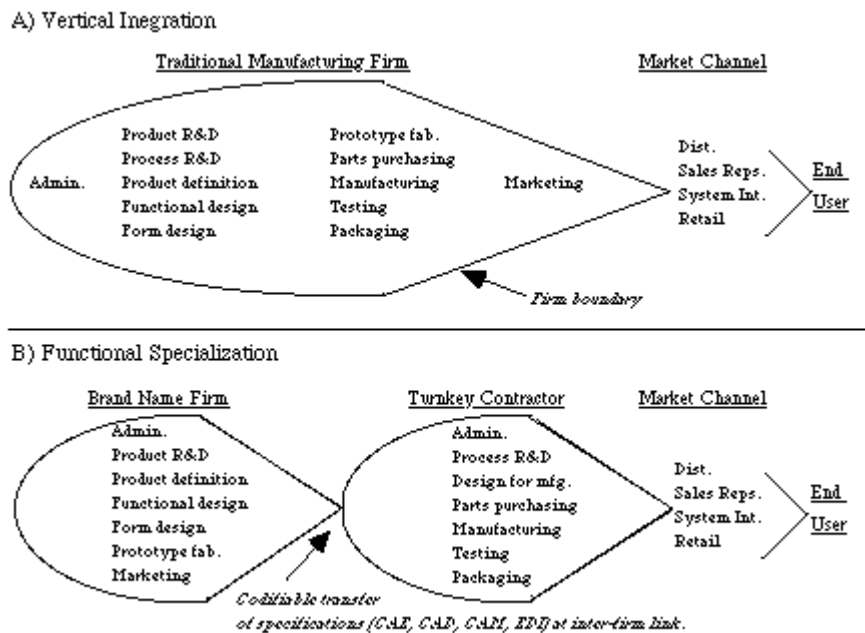 A) Vertical Inegration
Traditional Manufacturing Firm
Market Channel
Admin.
Product R&D
Process R&D
Product definition
Functional design
Form design
Prototype fab.
Parts purchasing
Manufacturing
Testing
Packaging
Marketing
Dist.
Sales Reps.
System Int.
Retail
End
User
Firm boundary
B) Functional Specialization
Brand Name Firm
Turnkey Contractor
Market Channel
Admin.
Product R&D
Product definition
Functional design
Form design
Prototype fab.
Marketing
Admin.
Process R&D
Design for mfg.
Parts purchasing
Manufacturing
Testing
Packaging
Dist.
Sales Reps.
System Int.
Retail
End
User
Codifiable transfer
of specifications (CAE, CAD, CAM, EDI) at inter-firm link.